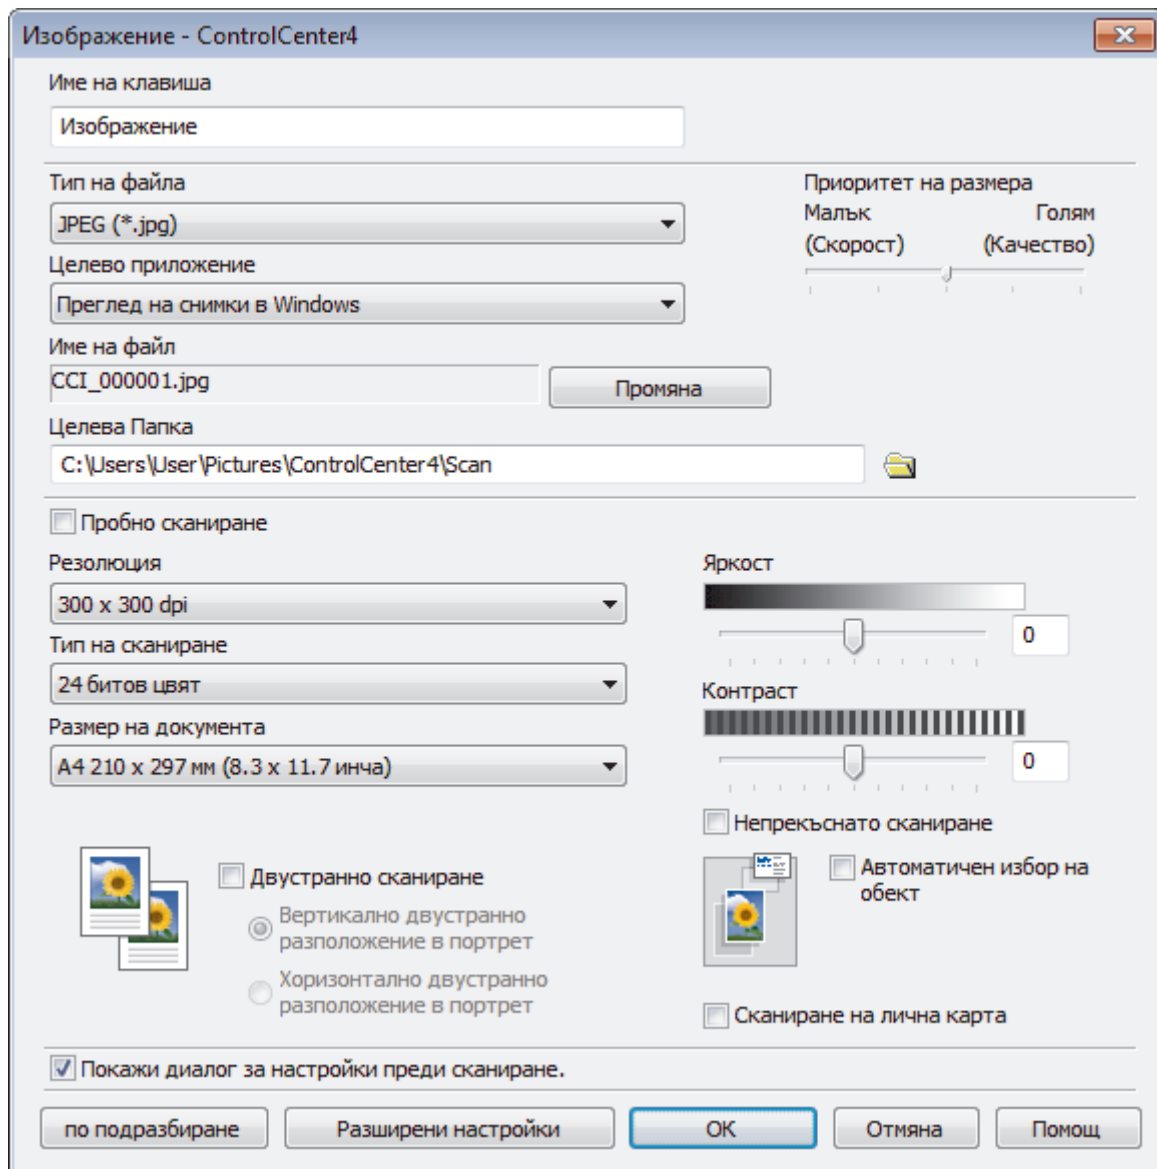 Изображение - ControlCenter4
Име на клавиша
Изображение
Тип на файла
JPEG (*.jpg)
Целево приложение
Преглед на снимки в Windows
Приоритет на размера
Малък Голям
(Скорост) (Качество)
Име на файл
CCI_000001.jpg
Промяна
Целева Папка
C:\Users\User\Pictures\ControlCenter4\Scan
Пробно сканиране
Резолюция
300 x 300 dpi
Тип на сканиране
24 битов цвят
Размер на документа
A4 210 x 297 мм (8.3 x 11.7 инча)
Яркост
0
Контраст
0
Непрекъснато сканиране
Автоматичен избор на
обект
Двустранно сканиране
Вертикално двустранно
разположение в портрет
Хоризонтално двустранно
разположение в портрет
Сканиране на лична карта
Покажи диалог за настройки преди сканиране.
по подразбиране
Разширени настройки
OK
Отмяна
Помощ